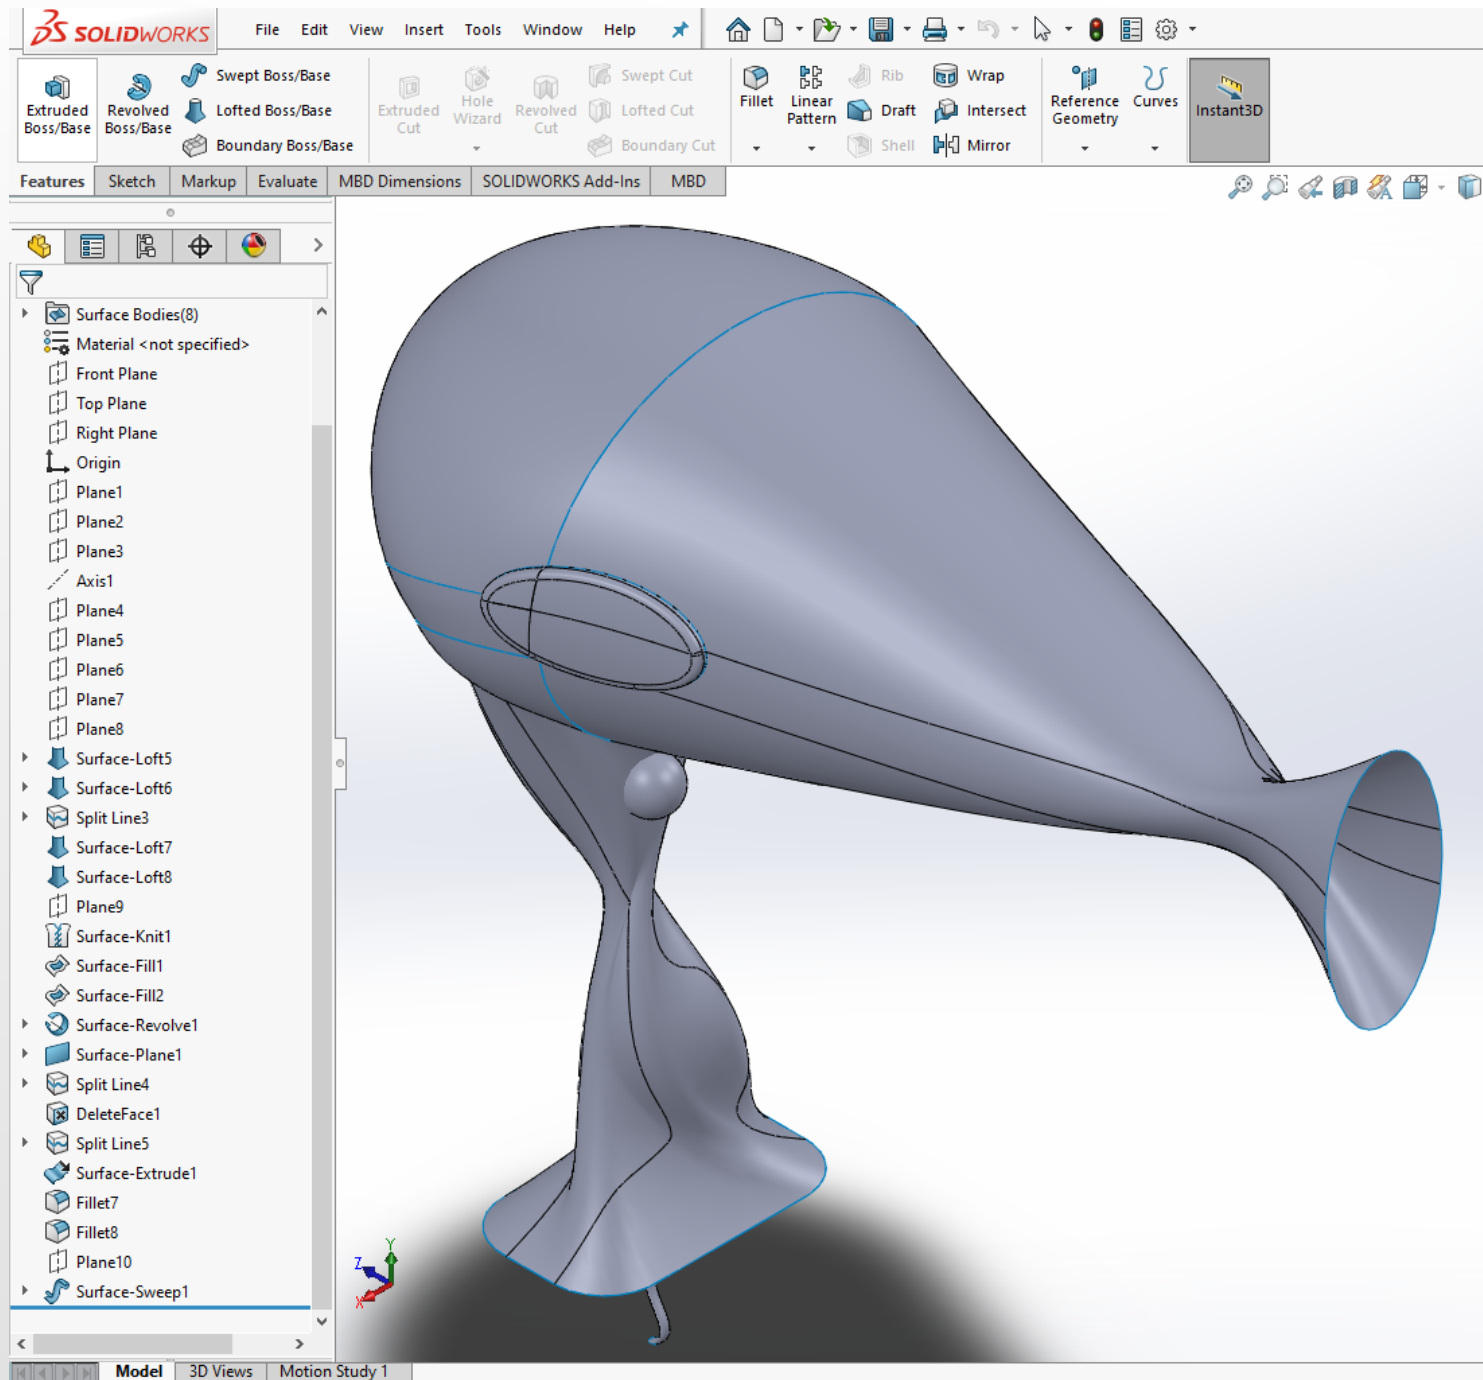 SOLIDWORKS File Edit View Insert Tools Window Help
Extruded Boss/Base
Revolved Boss/Base
Swept Boss/Base
Lofted Boss/Base
Boundary Boss/Base
Extruded Cut
Hole Wizard
Revolved Cut
Swept Cut
Lofted Cut
Boundary Cut
Fillet
Linear Pattern
Rib
Draft
Shell
Wrap
Intersect
Mirror
Reference Geometry
Curves
Instant3D
Features Sketch Markup Evaluate MBD Dimensions SOLIDWORKS Add-Ins MBD
Surface Bodies(8)
Material <not specified>
Front Plane
Top Plane
Right Plane
Origin
Plane1
Plane2
Plane3
Axis1
Plane4
Plane5
Plane6
Plane7
Plane8
Surface-Loft5
Surface-Loft6
Split Line3
Surface-Loft7
Surface-Loft8
Plane9
Surface-Knit1
Surface-Fill1
Surface-Fill2
Surface-Revolve1
Surface-Plane1
Split Line4
DeleteFace1
Split Line5
Surface-Extrude1
Fillet7
Fillet8
Plane10
Surface-Sweep1
Y
Z
X
Model 3D Views Motion Study 1